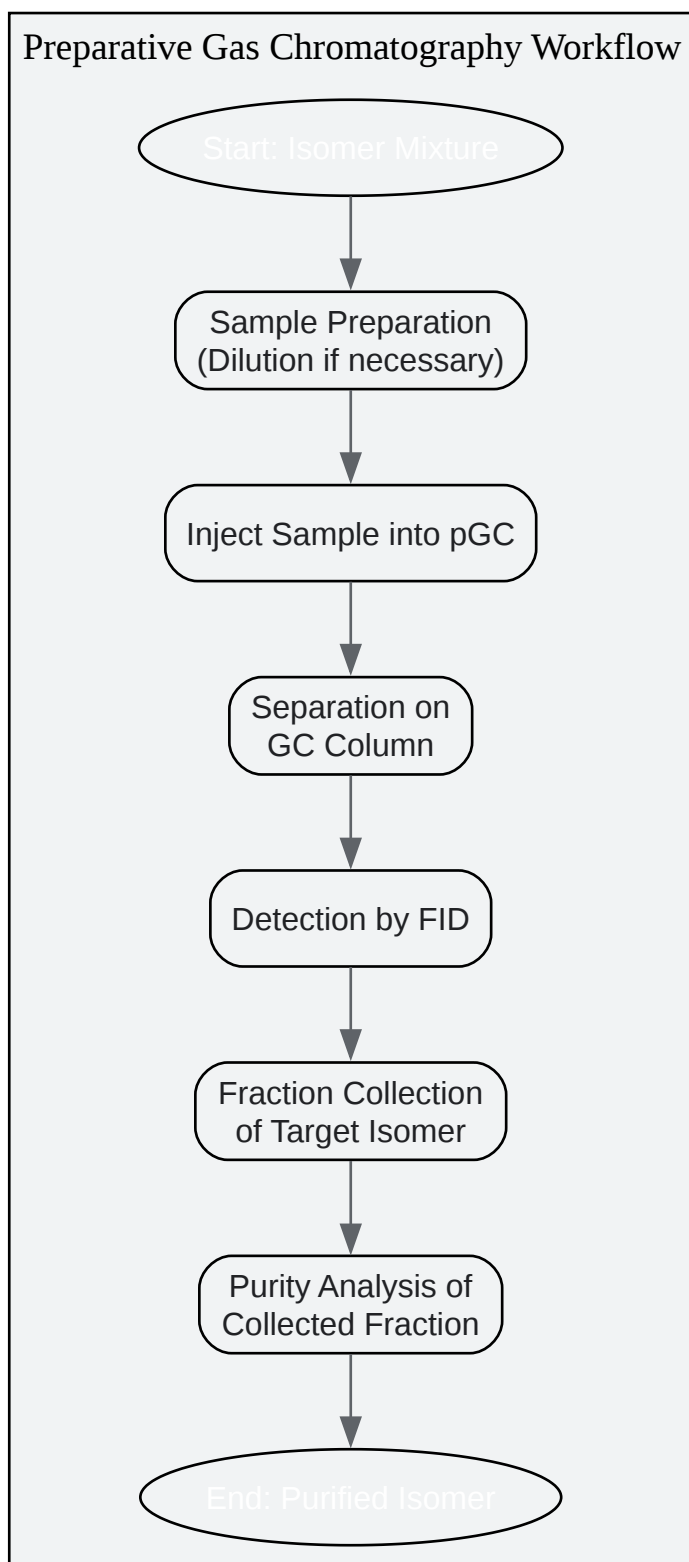 Preparative Gas Chromatography Workflow
Start: Isomer Mixture
Sample Preparation
(Dilution if necessary)
Inject Sample into pGC
Separation on
GC Column
Detection by FID
Fraction Collection
of Target Isomer
Purity Analysis of
Collected Fraction
End: Purified Isomer